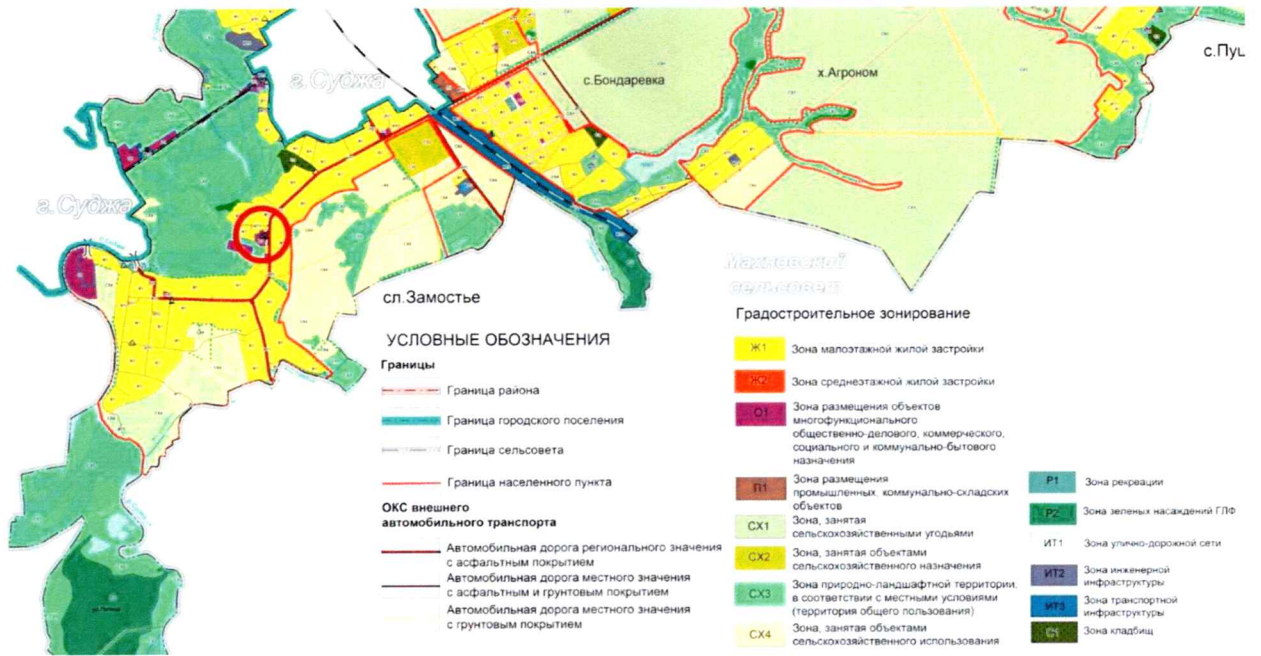 г.Суджа
с.Бондаревка
х.Агроном
с.Пуш
г.Суджа
Махновский
сельсовет
сл.Замостье
УСЛОВНЫЕ ОБОЗНАЧЕНИЯ
Границы
Граница района
Граница городского поселения
Граница сельсовета
Граница населенного пункта
ОКС внешнего
автомобильного транспорта
Автомобильная дорога регионального значения
с асфальтным покрытием
Автомобильная дорога местного значения
с асфальтным и грунтовым покрытием
Автомобильная дорога местного значения
с грунтовым покрытием
Градостроительное зонирование
Ж1 Зона малоэтажной жилой застройки
Ж2 Зона среднеэтажной жилой застройки
О1 Зона размещения объектов
многофункционального
общественно-делового, коммерческого,
социального и коммунально-бытового
назначения
П1 Зона размещения
промышленных, коммунально-складских
объектов
СХ1 Зона, занятая
сельскохозяйственными угодьями
СХ2 Зона, занятая объектами
сельскохозяйственного назначения
СХ3 Зона природно-ландшафтной территории,
в соответствии с местными условиями
(территория общего пользования)
СХ4 Зона, занятая объектами
сельскохозяйственного использования
Р1 Зона рекреации
Р2 Зона зеленых насаждений ГЛФ
ИТ1 Зона улично-дорожной сети
ИТ2 Зона инженерной
инфраструктуры
ИТ3 Зона транспортной
инфраструктуры
С1 Зона кладбищ